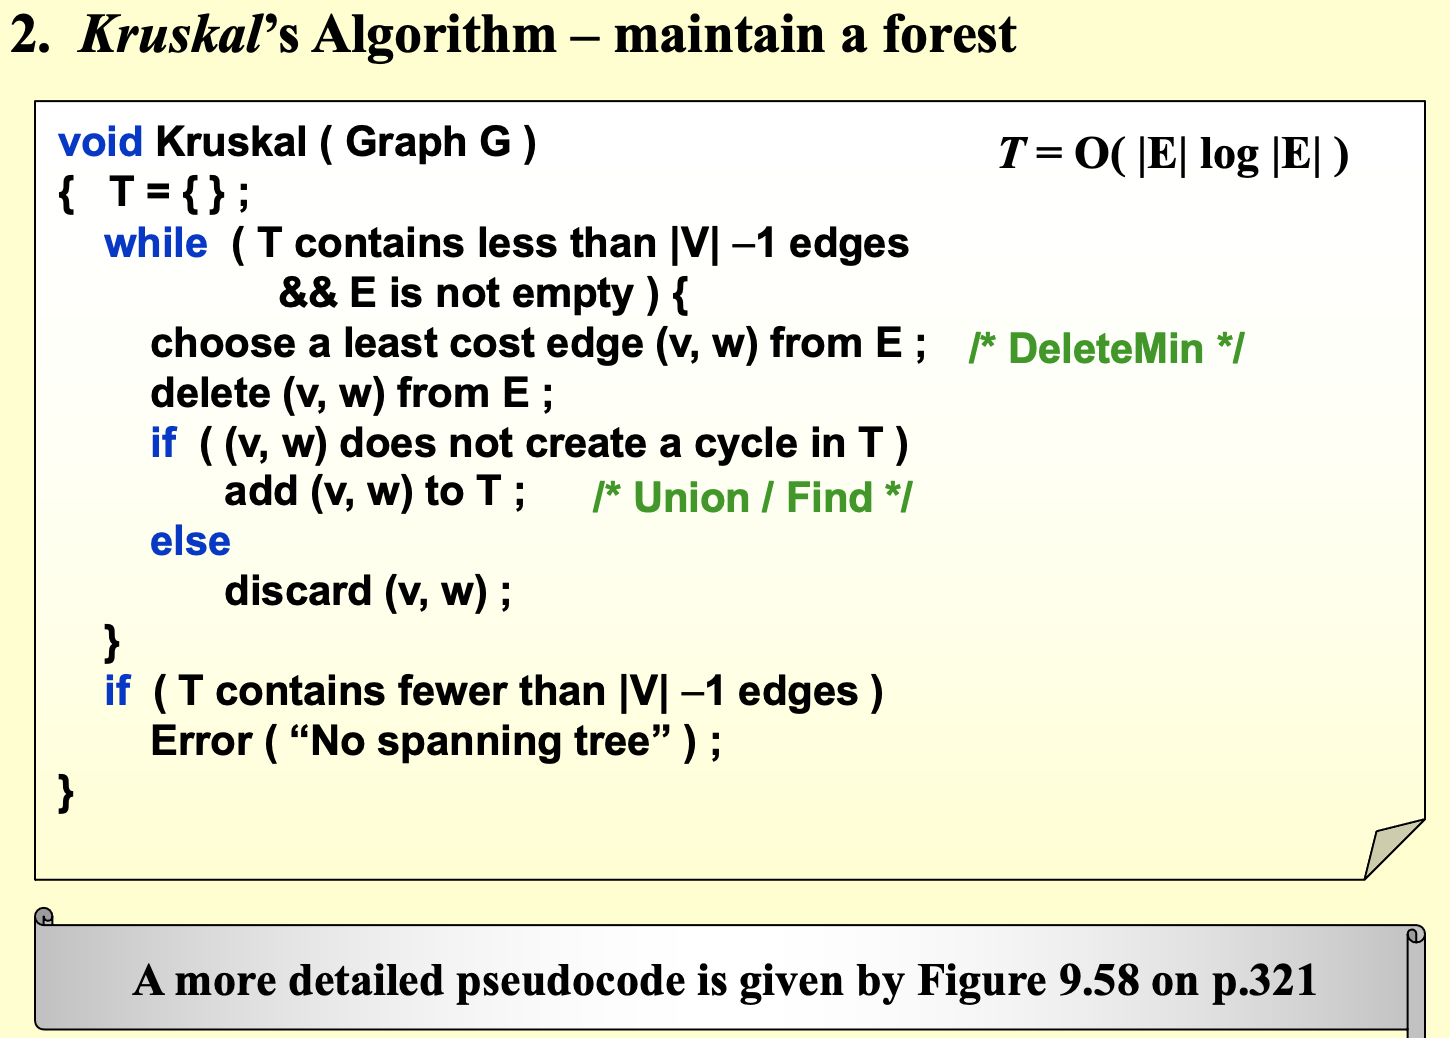 2. Kruskal’s Algorithm – maintain a forest
void Kruskal ( Graph G )
T = O( |E| log |E| )
{ T = { } ;
while ( T contains less than |V| –1 edges
&& E is not empty ) {
choose a least cost edge (v, w) from E ; /* DeleteMin */
delete (v, w) from E ;
if ( (v, w) does not create a cycle in T )
add (v, w) to T ; /* Union / Find */
else
discard (v, w) ;
}
if ( T contains fewer than |V| –1 edges )
Error ( “No spanning tree” ) ;
}
A more detailed pseudocode is given by Figure 9.58 on p.321